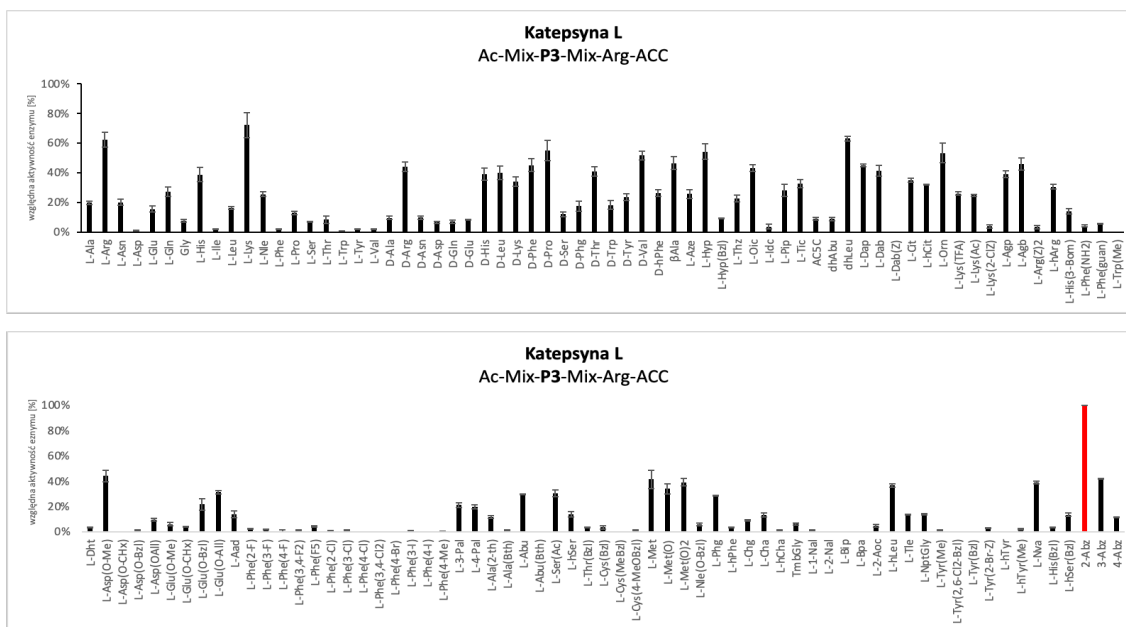 Katepsyna L
Ac-Mix-P3-Mix-Arg-ACC
względna aktywność enzymu [%]
100%
80%
60%
40%
20%
0%
L-Ala
L-Arg
L-Asn
L-Asp
L-Glu
L-Gln
Gly
L-His
L-Ile
L-Leu
L-Lys
L-Nle
L-Phe
L-Pro
L-Ser
L-Thr
L-Trp
L-Tyr
L-Val
D-Ala
D-Arg
D-Asn
D-Asp
D-Gln
D-Glu
D-His
D-Leu
D-Lys
D-Phe
D-Pro
D-Ser
D-Phg
D-Thr
D-Trp
D-Tyr
D-Val
D-hPhe
βAla
L-Aze
L-Hyp
L-Hyp(Bzl)
L-Thz
L-Oic
L-Idc
L-Pip
L-Tic
AC5C
dhAbu
dhLeu
L-Dap
L-Dab
L-Dab(Z)
L-Cit
L-hCit
L-Orn
L-Lys(TFA)
L-Lys(Ac)
L-Lys(2-ClZ)
L-Agp
L-Agb
L-hArg
L-Arg(Z)2
L-His(3-Bom)
L-Phe(NH2)
L-Phe(guan)
L-Trp(Me)
Katepsyna L
Ac-Mix-P3-Mix-Arg-ACC
względna aktywność eznymu [%]
100%
80%
60%
40%
20%
0%
L-Dht
L-Asp(O-Me)
L-Asp(O-CHx)
L-Asp(O-Bzl)
L-Asp(OAll)
L-Glu(O-Me)
L-Glu(O-CHx)
L-Glu(O-Bzl)
L-Glu(O-All)
L-Aad
L-Phe(2-F)
L-Phe(3-F)
L-Phe(4-F)
L-Phe(3,4-F2)
L-Phe(F5)
L-Phe(2-Cl)
L-Phe(3-Cl)
L-Phe(4-Cl)
L-Phe(3,4-Cl2)
L-Phe(4-Br)
L-Phe(3-I)
L-Phe(4-I)
L-Phe(4-Me)
L-3-Pal
L-4-Pal
L-Ala(2-th)
L-Ala(Bth)
L-Abu
L-Abu(Bth)
L-Ser(Ac)
L-hSer
L-Thr(Bzl)
L-Cys(Bzl)
L-Cys(MeBzl)
L-Cys(4-MeOBzl)
L-Met
L-Met(O)
L-Met(O)2
L-Nle(O-Bzl)
L-Phg
L-hPhe
L-Chg
L-Cha
L-hCha
TmbGly
L-1-Nal
L-2-Nal
L-Bip
L-Bpa
L-2-Aoc
L-hLeu
L-Tle
L-NptGly
L-Tyr(Me)
L-Tyr(2,6-Cl2-Bzl)
L-Tyr(Bzl)
L-Tyr(2-Br-Z)
L-hTyr
L-hTyr(Me)
L-Nva
L-His(Bzl)
L-hSer(Bzl)
2-Abz
3-Abz
4-Abz